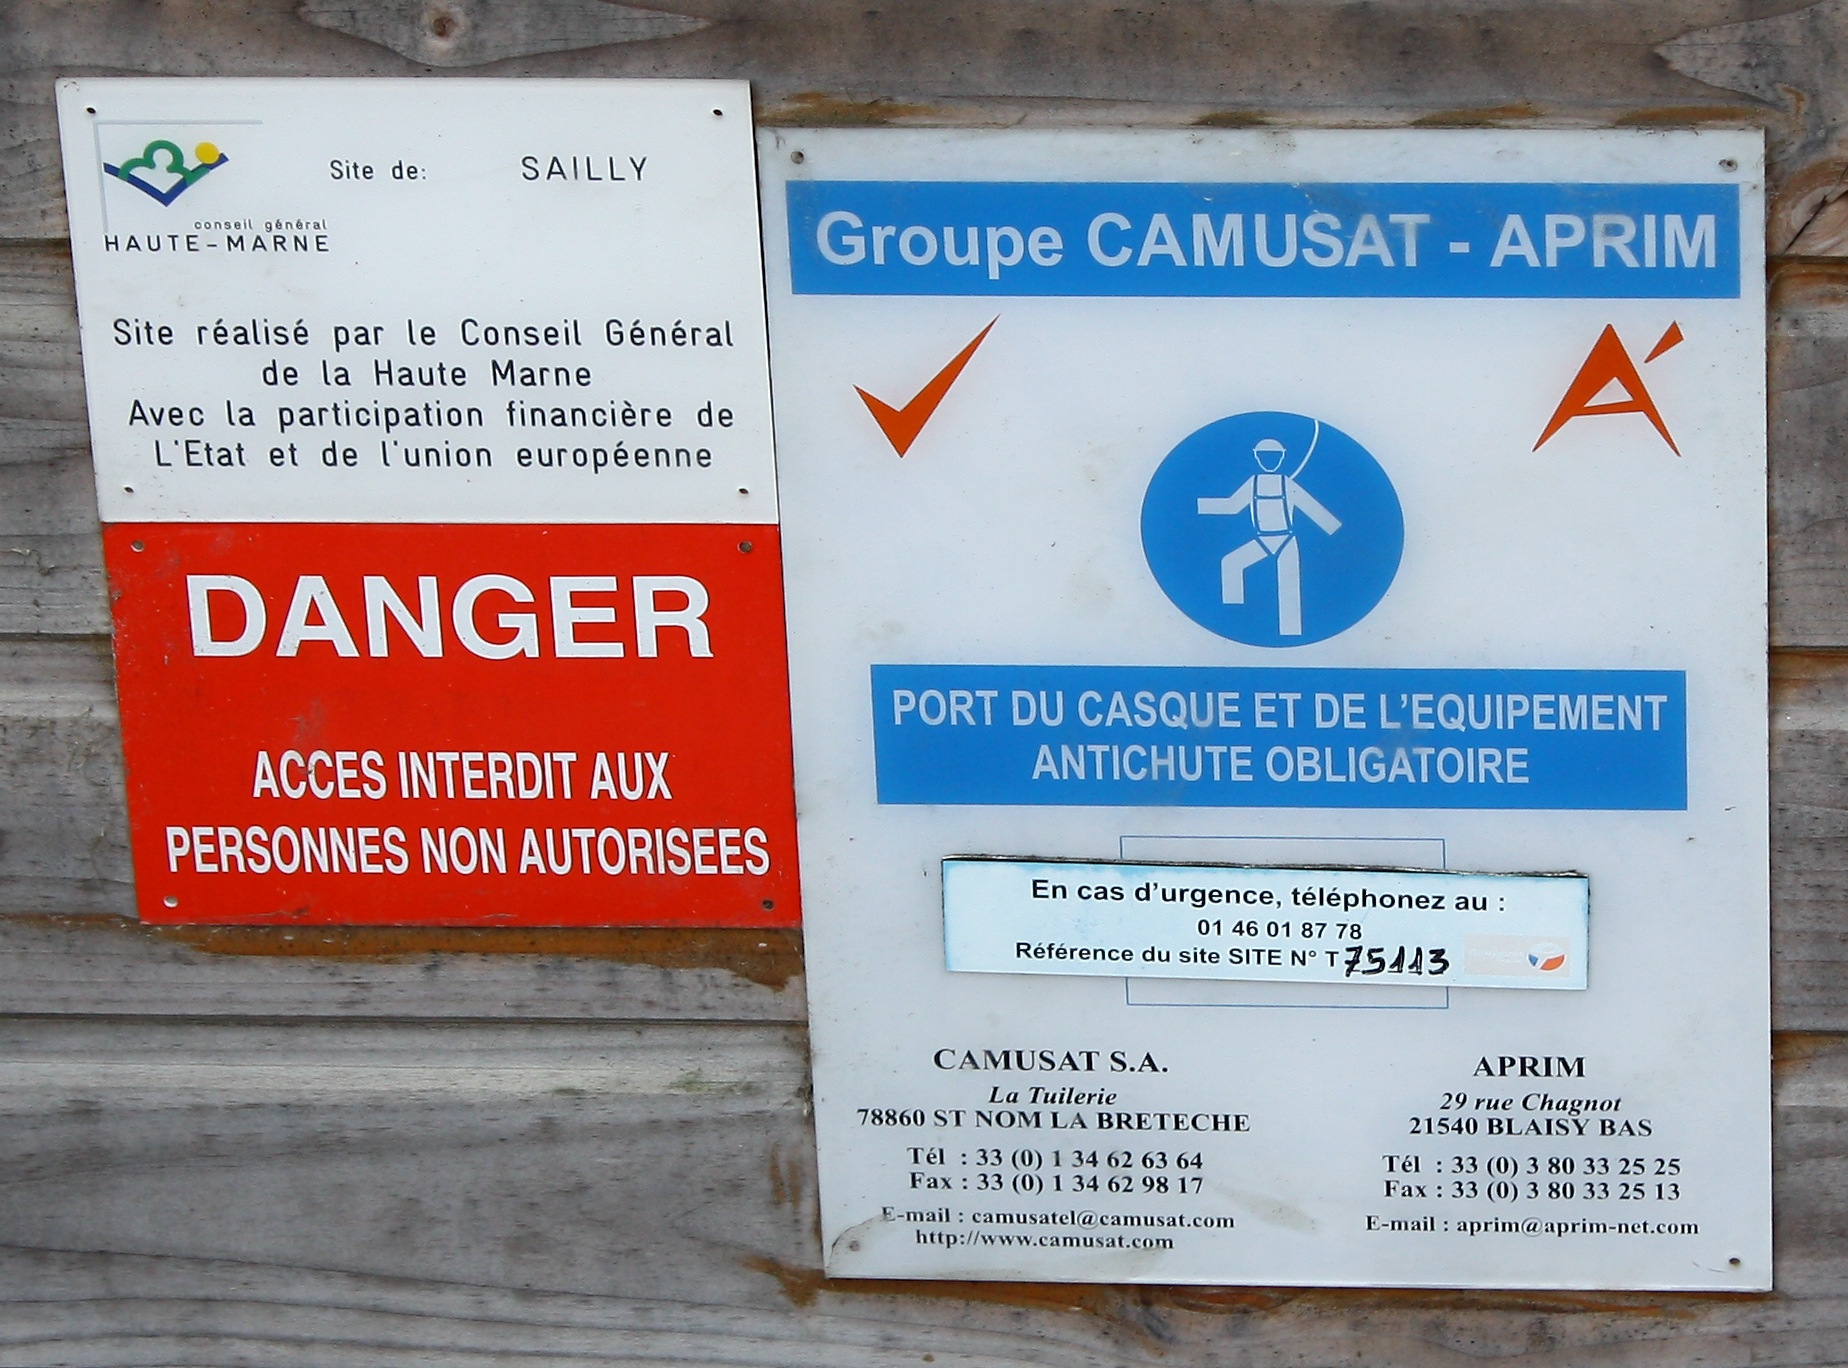 Site de: SAILLY
conseil général
HAUTE-MARNE
Site réalisé par le Conseil Général
de la Haute Marne
Avec la participation financière de
L'Etat et de l'union européenne
DANGER
ACCES INTERDIT AUX
PERSONNES NON AUTORISEES
Groupe CAMUSAT - APRIM
PORT DU CASQUE ET DE L'EQUIPEMENT
ANTICHUTE OBLIGATOIRE
En cas d'urgence, téléphonez au :
01 46 01 87 78
Référence du site SITE N° T 75113
CAMUSAT S.A.
La Tuilerie
78860 ST NOM LA BRETECHE
Tél : 33 (0) 1 34 62 63 64
Fax : 33 (0) 1 34 62 98 17
E-mail : camusatel@camusat.com
http://www.camusat.com
APRIM
29 rue Chagnot
21540 BLAISY BAS
Tél : 33 (0) 3 80 33 25 25
Fax : 33 (0) 3 80 33 25 13
E-mail : aprim@aprim-net.com